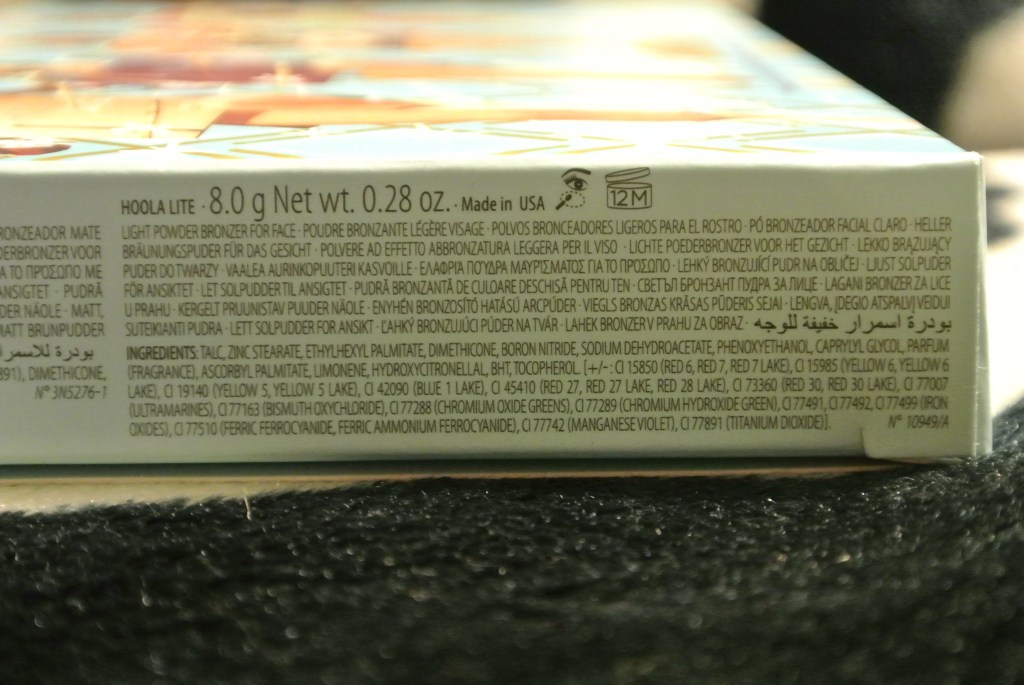 HOOLA LITE · 8.0 g Net wt. 0.28 oz. · Made in USA 12M
LIGHT POWDER BRONZER FOR FACE · POUDRE BRONZANTE LÉGÈRE VISAGE · POLVOS BRONCEADORES LIGEROS PARA EL ROSTRO · PÓ BRONZEADOR FACIAL CLARO · HELLER
BRÄUNUNGSPUDER FÜR DAS GESICHT · POLVERE AD EFFETTO ABBRONZATURA LEGGERA PER IL VISO · LICHTE POEDERBRONZER VOOR HET GEZICHT · LEKKO BRĄZUJĄCY
PUDER DO TWARZY · VAALEA AURINKOPUUTERI KASVOILLE · ΕΛΑΦΡΙΑ ΠΟΥΔΡΑ ΜΑΥΡΙΣΜΑΤΟΣ ΓΙΑ ΤΟ ΠΡΟΣΩΠΟ · LEHKÝ BRONZUJÍCÍ PUDR NA OBLIČEJ · LJUST SOLPUDER
FÖR ANSIKTET · LET SOLPUDDER TIL ANSIGTET · PUDRĂ BRONZANTĂ DE CULOARE DESCHISĂ PENTRU TEN · СВЕТЪЛ БРОНЗАНТ ПУДРА ЗА ЛИЦЕ · LAGANI BRONZER ZA LICE
U PRAHU · KERGELT PRUUNISTAV PUUDER NÄOLE · ENYHÉN BRONZOSÍTÓ HATÁSÚ ARCPÚDER · VIEGLS BRONZAS KRĀSAS PŪDERIS SEJAI · LENGVA, ĮDEGIO ATSPALVĮ VEIDUI
SUTEIKIANTI PUDRA · LETT SOLPUDDER FOR ANSIKT · ĽAHKÝ BRONZUJÚCI PÚDER NA TVÁR · LAHEK BRONZER V PRAHU ZA OBRAZ · بودرة اسمرار خفيفة للوجه
INGREDIENTS: TALC, ZINC STEARATE, ETHYLHEXYL PALMITATE, DIMETHICONE, BORON NITRIDE, SODIUM DEHYDROACETATE, PHENOXYETHANOL, CAPRYLYL GLYCOL, PARFUM
(FRAGRANCE), ASCORBYL PALMITATE, LIMONENE, HYDROXYCITRONELLAL, BHT, TOCOPHEROL. [+/- : CI 15850 (RED 6, RED 7, RED 7 LAKE), CI 15985 (YELLOW 6, YELLOW 6
LAKE), CI 19140 (YELLOW 5, YELLOW 5 LAKE), CI 42090 (BLUE 1 LAKE), CI 45410 (RED 27, RED 27 LAKE, RED 28 LAKE), CI 73360 (RED 30, RED 30 LAKE), CI 77007
(ULTRAMARINES), CI 77163 (BISMUTH OXYCHLORIDE), CI 77288 (CHROMIUM OXIDE GREENS), CI 77289 (CHROMIUM HYDROXIDE GREEN), CI 77491, CI 77492, CI 77499 (IRON
OXIDES), CI 77510 (FERRIC FERROCYANIDE, FERRIC AMMONIUM FERROCYANIDE), CI 77742 (MANGANESE VIOLET), CI 77891 (TITANIUM DIOXIDE)].
N° 10949/A
RONZEADOR MATE
DERBRONZER VOOR
ΙΑ ΤΟ ΠΡΟΣΩΠΟ ΜΕ
ANSIGTET · PUDRĂ
DER NÄOLE · MATT,
MATT BRUNPUDDER
بودرة للاسمرا
891), DIMETHICONE,
N° 3N5276-1